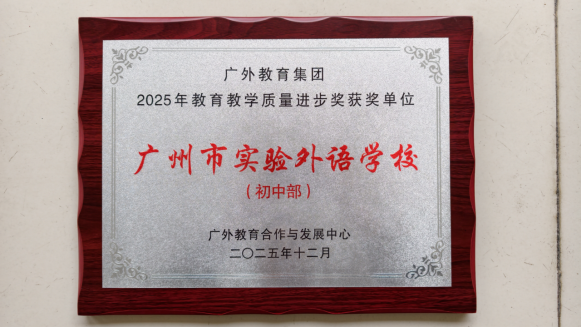 广外教育集团
2025年教育教学质量进步奖获奖单位
广州市实验外语学校
（初中部）
广外教育合作与发展中心
二〇二五年十二月